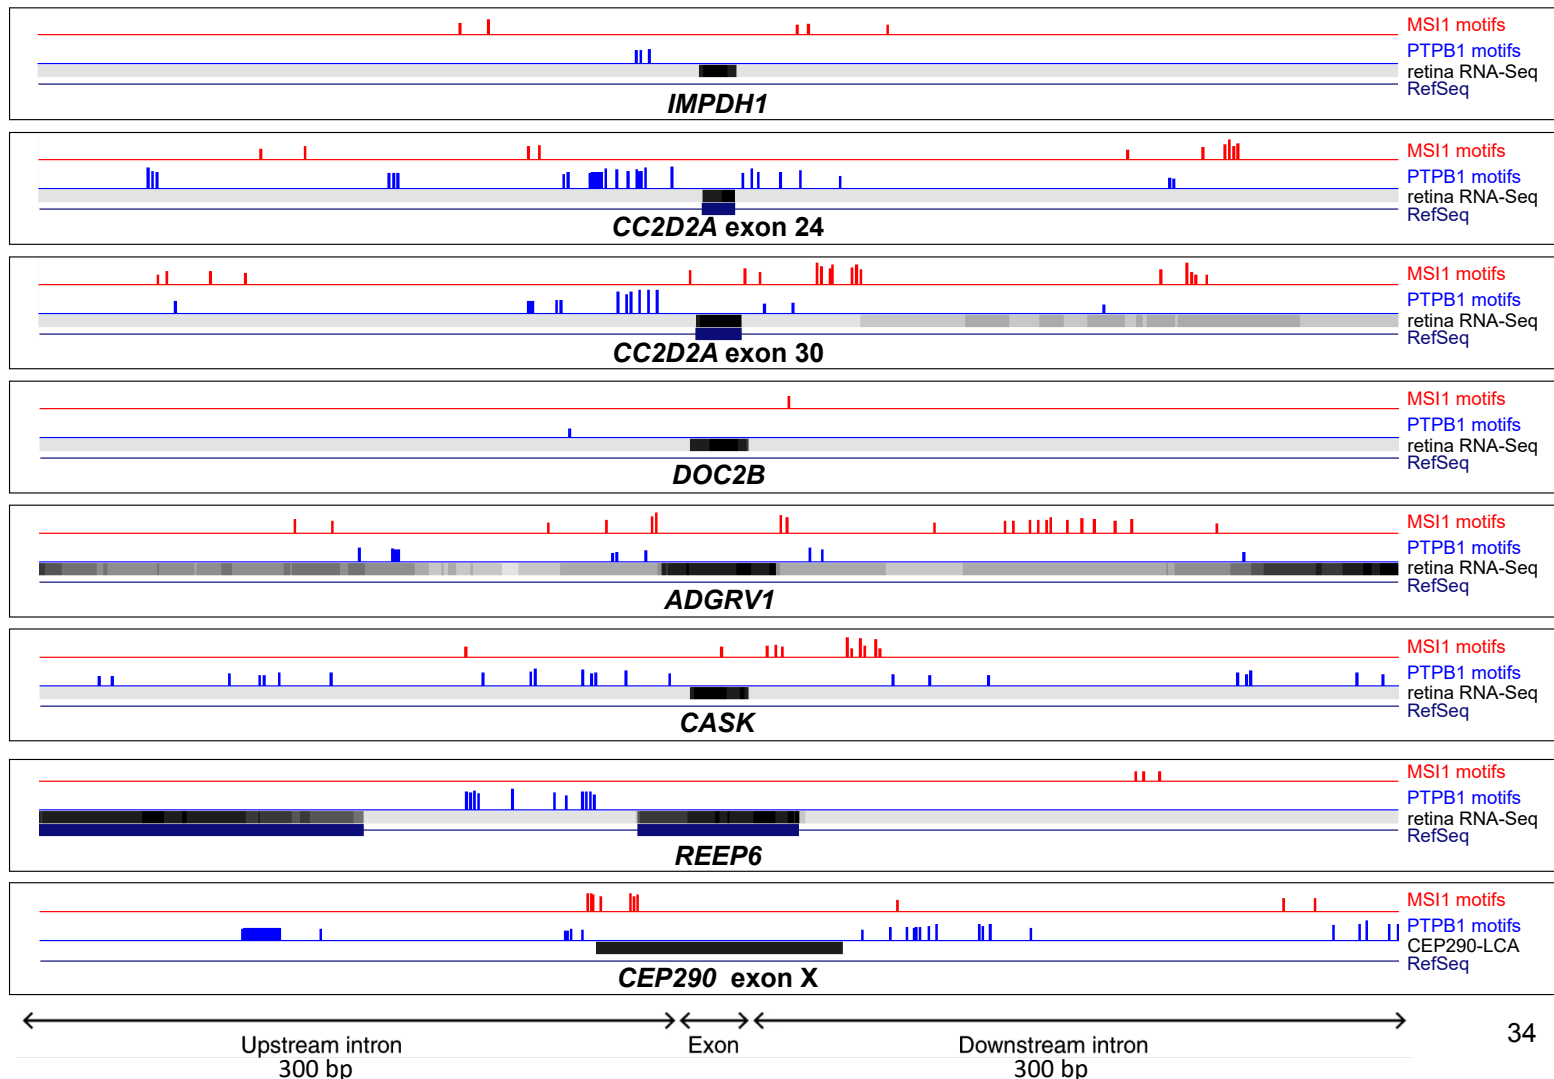 MSI1 motifs
PTPB1 motifs
retina RNA-Seq
RefSeq
IMPDH1
MSI1 motifs
PTPB1 motifs
retina RNA-Seq
RefSeq
CC2D2A exon 24
MSI1 motifs
PTPB1 motifs
retina RNA-Seq
RefSeq
CC2D2A exon 30
MSI1 motifs
PTPB1 motifs
retina RNA-Seq
RefSeq
DOC2B
MSI1 motifs
PTPB1 motifs
retina RNA-Seq
RefSeq
ADGRV1
MSI1 motifs
PTPB1 motifs
retina RNA-Seq
RefSeq
CASK
MSI1 motifs
PTPB1 motifs
retina RNA-Seq
RefSeq
REEP6
MSI1 motifs
PTPB1 motifs
CEP290-LCA
RefSeq
CEP290 exon X
34
Upstream intron
300 bp
Exon
Downstream intron
300 bp